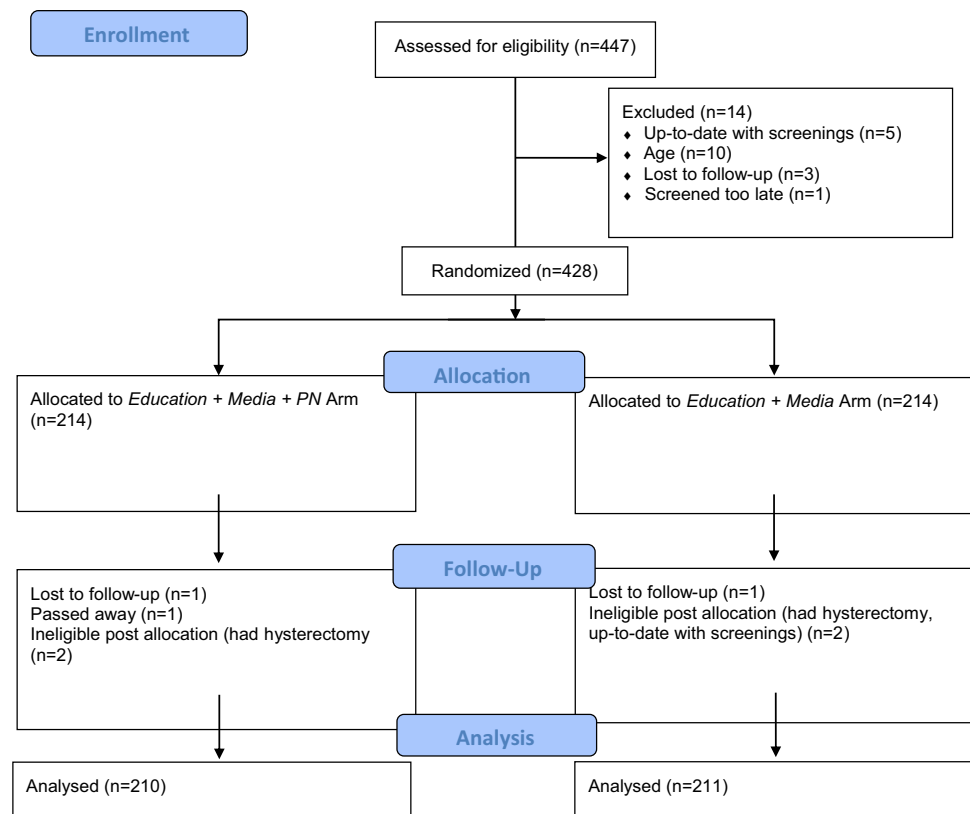 Enrollment
Assessed for eligibility (n=447)
Excluded (n=14)
♦ Up-to-date with screenings (n=5)
♦ Age (n=10)
♦ Lost to follow-up (n=3)
♦ Screened too late (n=1)
Randomized (n=428)
Allocation
Allocated to Education + Media + PN Arm
(n=214)
Allocated to Education + Media Arm (n=214)
Follow-Up
Lost to follow-up (n=1)
Passed away (n=1)
Ineligible post allocation (had hysterectomy
(n=2)
Lost to follow-up (n=1)
Ineligible post allocation (had hysterectomy,
up-to-date with screenings) (n=2)
Analysis
Analysed (n=210)
Analysed (n=211)